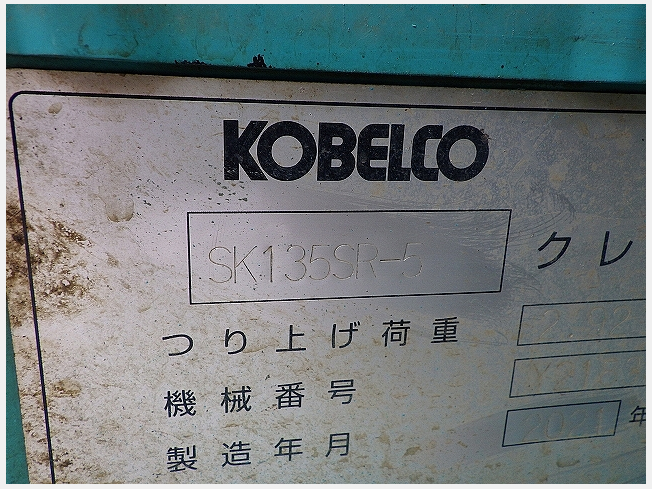 KOBELCO
SK135SR-5 クレ
つり上げ荷重
機械番号
製造年月 2021 年